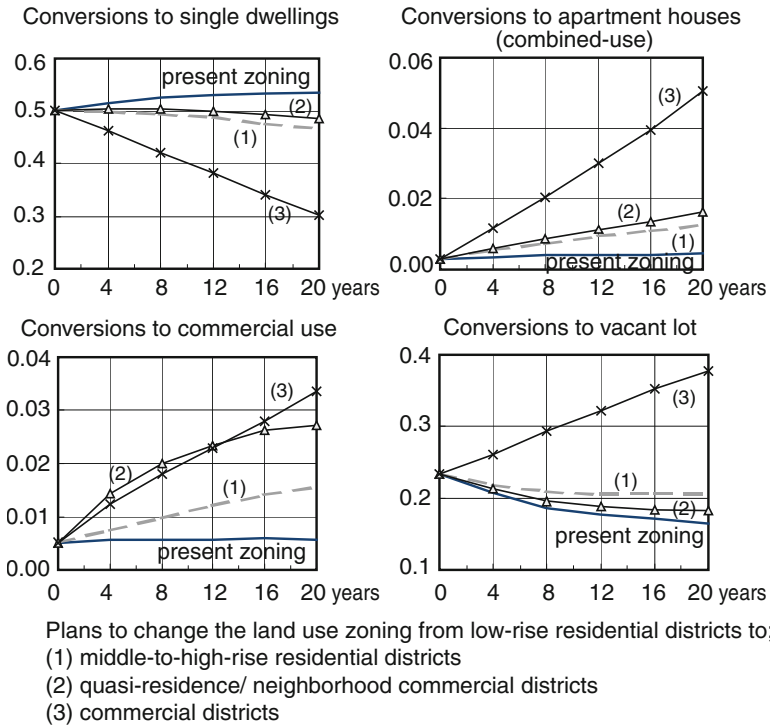 Conversions to single dwellings
0.6
0.5
0.4
0.3
0.2
present zoning
(2)
(1)
(3)
0 4 8 12 16 20 years
Conversions to apartment houses
(combined-use)
0.06
0.04
0.02
0.00
(3)
(2)
(1)
present zoning
0 4 8 12 16 20 years
Conversions to commercial use
0.04
0.03
0.02
0.01
0.00
(3)
(2)
(1)
present zoning
0 4 8 12 16 20 years
Conversions to vacant lot
0.4
0.3
0.2
0.1
(3)
(1)
(2)
present zoning
0 4 8 12 16 20 years
Plans to change the land use zoning from low-rise residential districts to;
(1) middle-to-high-rise residential districts
(2) quasi-residence/ neighborhood commercial districts
(3) commercial districts